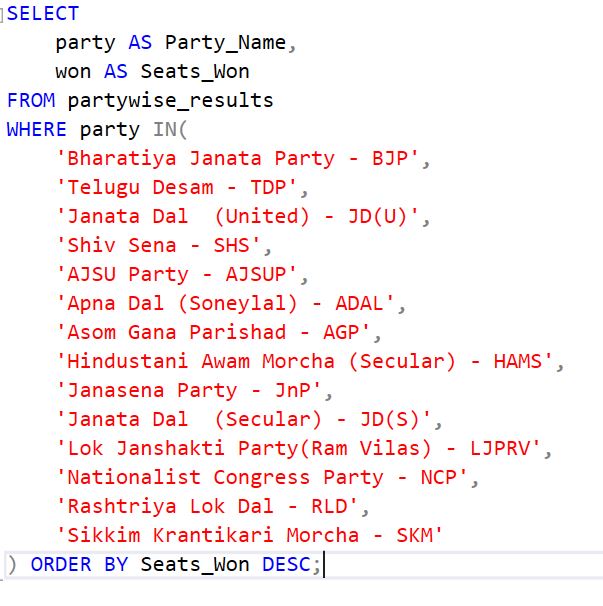 SELECT
    party AS Party_Name,
    won AS Seats_Won
FROM partywise_results
WHERE party IN(
    'Bharatiya Janata Party - BJP',
    'Telugu Desam - TDP',
    'Janata Dal  (United) - JD(U)',
    'Shiv Sena - SHS',
    'AJSU Party - AJSUP',
    'Apna Dal (Soneylal) - ADAL',
    'Asom Gana Parishad - AGP',
    'Hindustani Awam Morcha (Secular) - HAMS',
    'Janasena Party - JnP',
    'Janata Dal  (Secular) - JD(S)',
    'Lok Janshakti Party(Ram Vilas) - LJPRV',
    'Nationalist Congress Party - NCP',
    'Rashtriya Lok Dal - RLD',
    'Sikkim Krantikari Morcha - SKM'
) ORDER BY Seats_Won DESC;